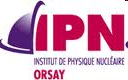 IPN
INSTITUT DE PHYSIQUE NUCLÉAIRE
ORSAY